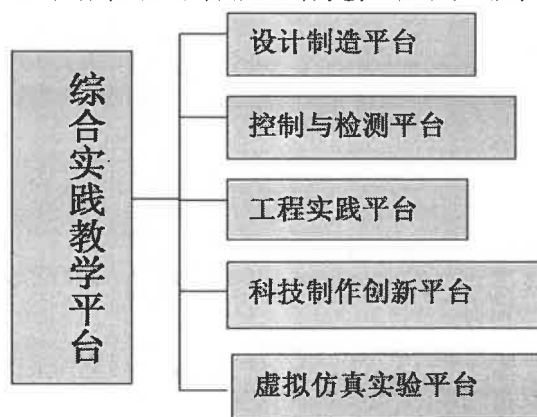 综合实践教学平台
设计制造平台
控制与检测平台
工程实践平台
科技制作创新平台
虚拟仿真实验平台